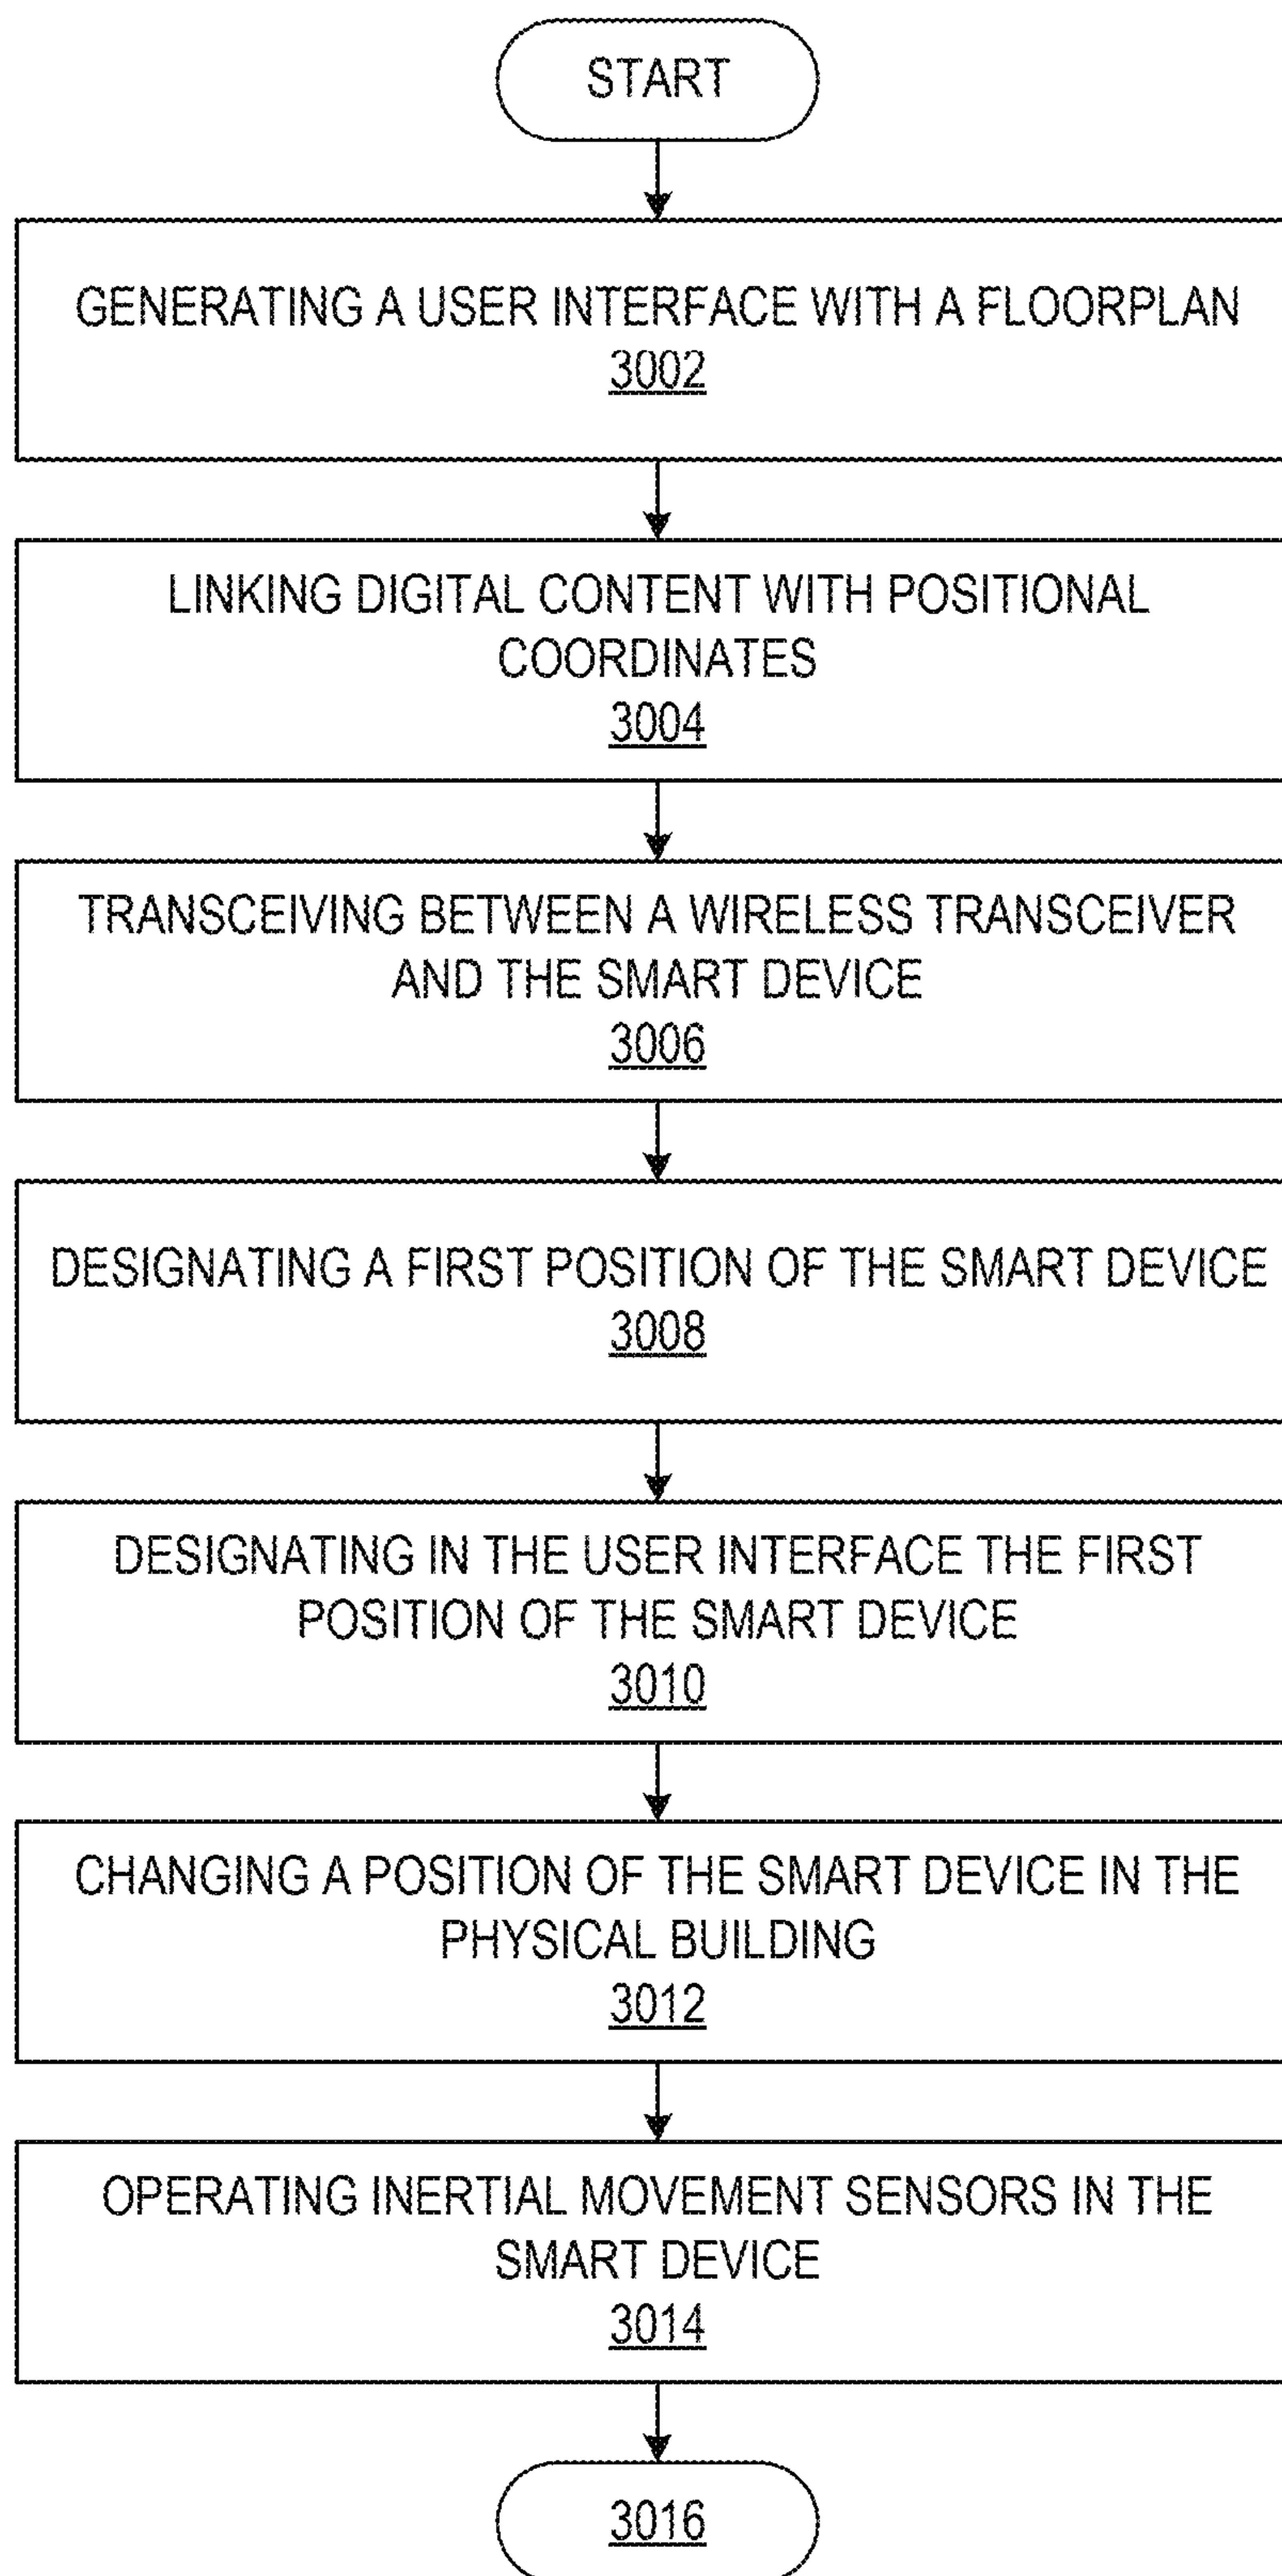 START
GENERATING A USER INTERFACE WITH A FLOORPLAN
3002
LINKING DIGITAL CONTENT WITH POSITIONAL
COORDINATES
3004
TRANSCEIVING BETWEEN A WIRELESS TRANSCEIVER
AND THE SMART DEVICE
3006
DESIGNATING A FIRST POSITION OF THE SMART DEVICE
3008
DESIGNATING IN THE USER INTERFACE THE FIRST
POSITION OF THE SMART DEVICE
3010
CHANGING A POSITION OF THE SMART DEVICE IN THE
PHYSICAL BUILDING
3012
OPERATING INERTIAL MOVEMENT SENSORS IN THE
SMART DEVICE
3014
3016